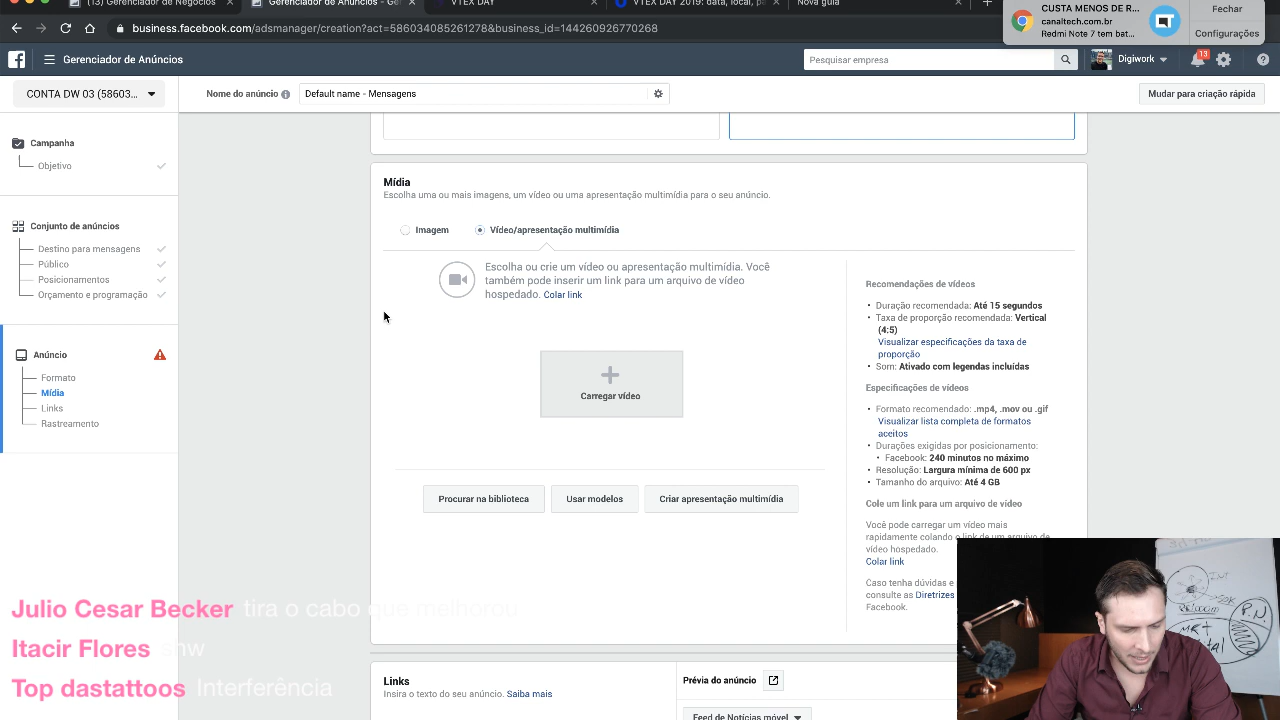 (13) Gerenciador de Negócios
Gerenciador de Anúncios - Ger
VTEX DAY
VTEX DAY 2019: data, local, p
Nova guia
business.facebook.com/adsmanager/creation?act=586034085261278&business_id=144260926770268
CUSTA MENOS DE R...
canaltech.com.br
Redmi Note 7 tem bat...
Fechar
Configurações
Gerenciador de Anúncios
Pesquisar empresa
Digiwork
13
CONTA DW 03 (58603...
Nome do anúncio
Default name - Mensagens
Mudar para criação rápida
Campanha
Objetivo
Conjunto de anúncios
Destino para mensagens
Público
Posicionamentos
Orçamento e programação
Anúncio
Formato
Mídia
Links
Rastreamento
Mídia
Escolha uma ou mais imagens, um vídeo ou uma apresentação multimídia para o seu anúncio.
Imagem
Vídeo/apresentação multimídia
Escolha ou crie um vídeo ou apresentação multimídia. Você
também pode inserir um link para um arquivo de vídeo
hospedado. Colar link
Carregar vídeo
Procurar na biblioteca
Usar modelos
Criar apresentação multimídia
Recomendações de vídeos
• Duração recomendada: Até 15 segundos
• Taxa de proporção recomendada: Vertical
(4:5)
Visualizar especificações da taxa de
proporção
• Som: Ativado com legendas incluídas
Especificações de vídeos
• Formato recomendado: .mp4, .mov ou .gif
Visualizar lista completa de formatos
aceitos
• Durações exigidas por posicionamento:
• Facebook: 240 minutos no máximo
• Resolução: Largura mínima de 600 px
• Tamanho do arquivo: Até 4 GB
Cole um link para um arquivo de vídeo
Você pode carregar um vídeo mais
rapidamente colando o link de um arquivo de
vídeo hospedado.
Colar link
Caso tenha dúvidas e
consulte as Diretrizes
Facebook.
Links
Insira o texto do seu anúncio. Saiba mais
Prévia do anúncio
Feed de Notícias móvel
Julio Cesar Becker tira o cabo que melhorou
Itacir Flores
Top dastattoos Interferência